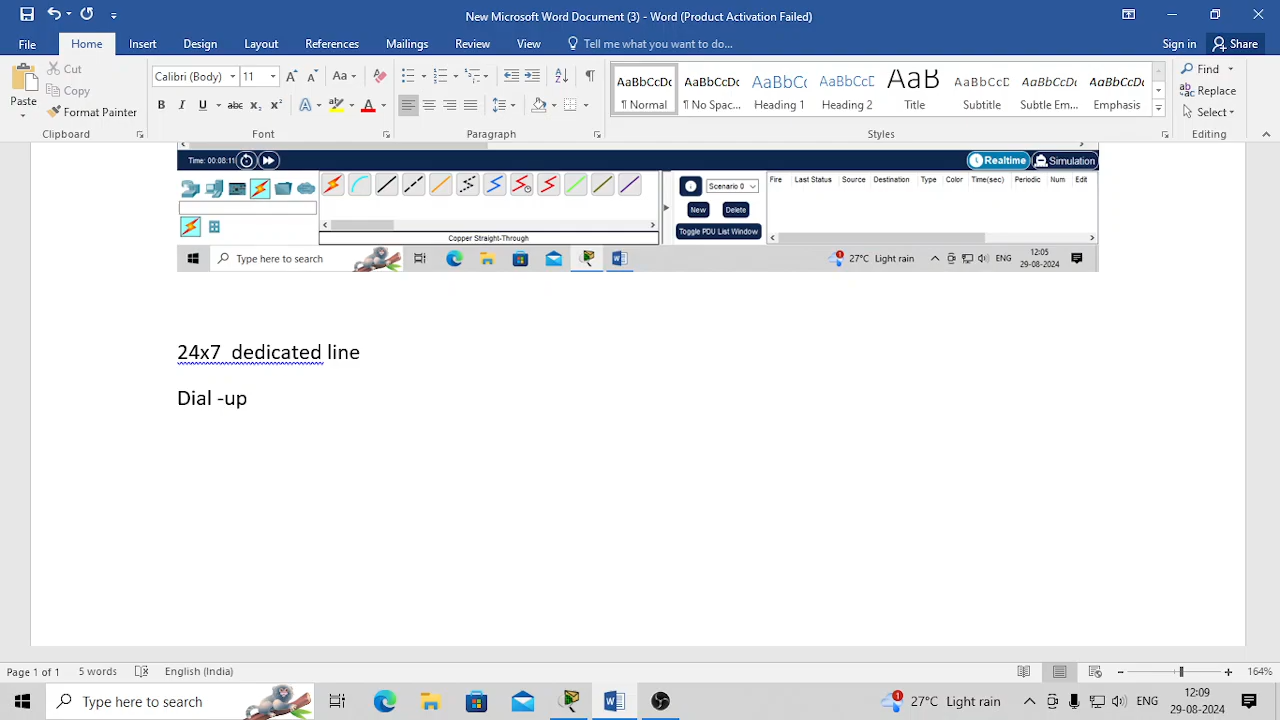 New Microsoft Word Document (3) - Word (Product Activation Failed)
File Home Insert Design Layout References Mailings Review View Tell me what you want to do... Sign in Share
Paste
Cut
Copy
Format Painter
Clipboard
Calibri (Body) 11
Font
Paragraph
AaBbCcDc AaBbCcDc AaBbCc AaBbCcC AaB AaBbCcD AaBbCcDc AaBbCcDc
¶ Normal ¶ No Spac... Heading 1 Heading 2 Title Subtitle Subtle Em... Emphasis
Styles
Find
Replace
Select
Editing
Time: 00:08:11 Realtime Simulation
Scenario 0
New Delete
Toggle PDU List Window
Fire Last Status Source Destination Type Color Time(sec) Periodic Num Edit
Copper Straight-Through
Type here to search 27°C Light rain ENG 12:05
29-08-2024
24x7  dedicated line
Dial -up
Page 1 of 1 5 words English (India) 164%
Type here to search 27°C Light rain ENG 12:09
29-08-2024